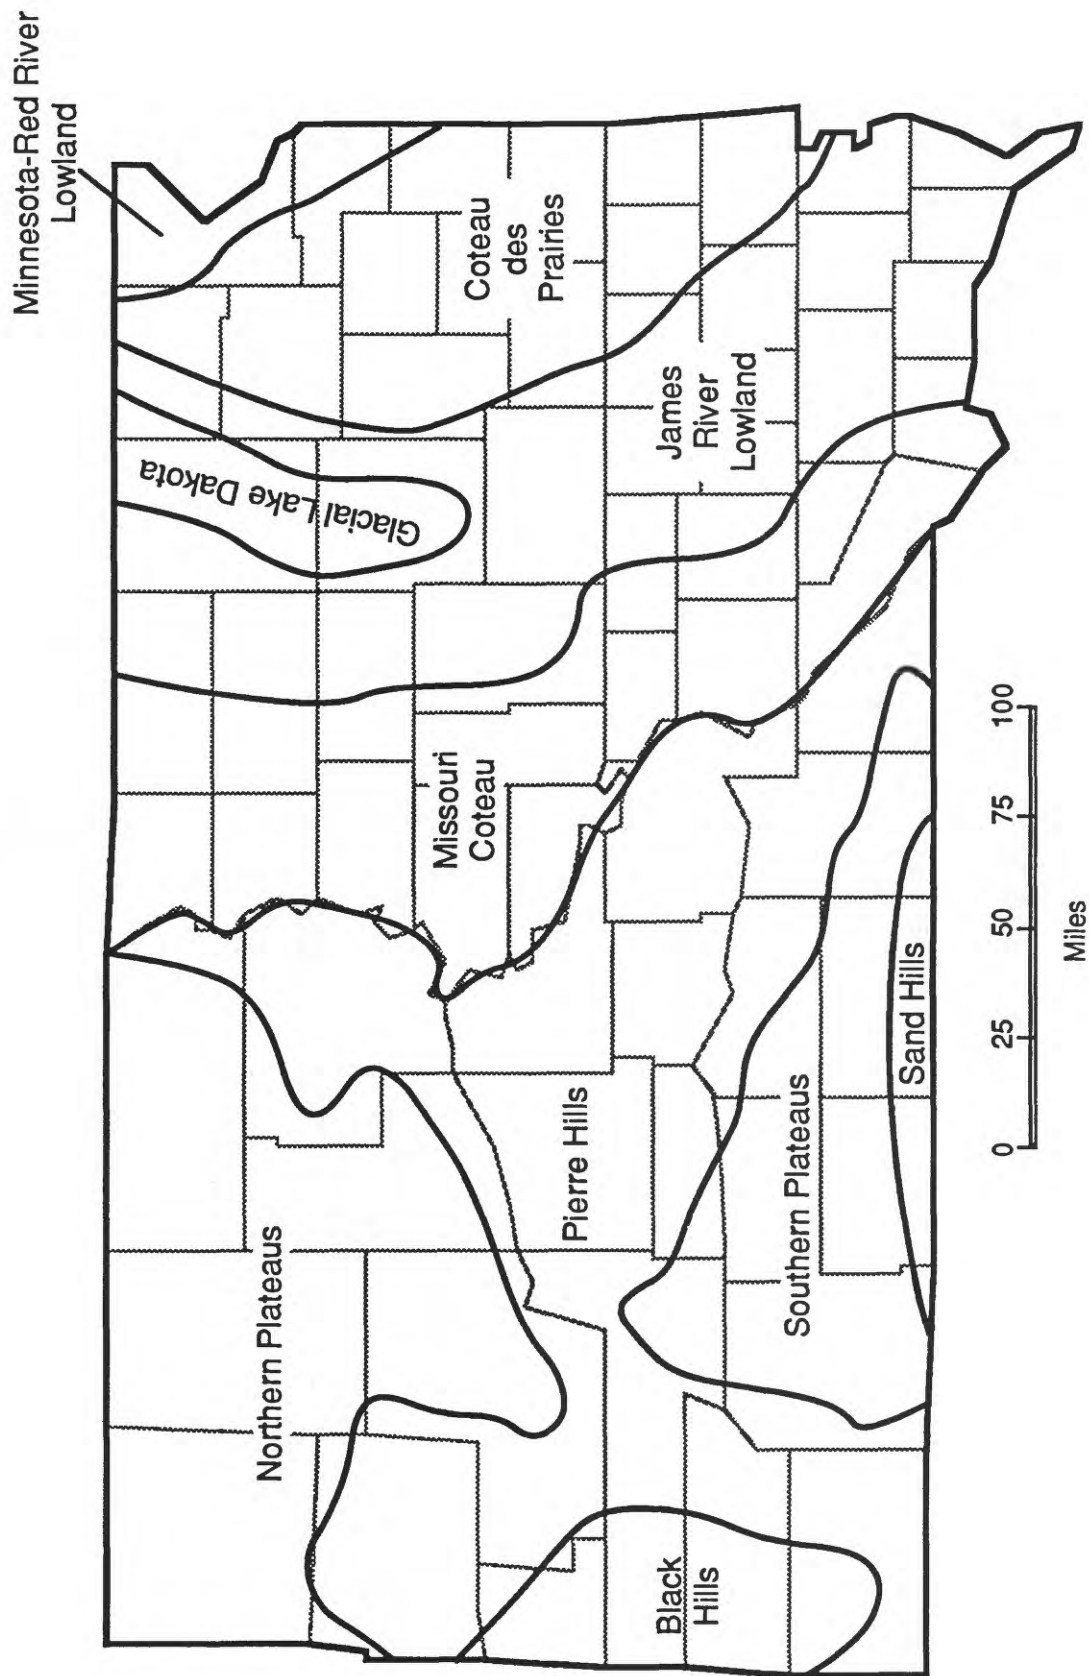 Minnesota-Red River
Lowland
Coteau
des
Prairies
Glacial Lake Dakota
James
River
Lowland
Missouri
Coteau
Northern Plateaus
Pierre Hills
Southern Plateaus
Sand Hills
Black
Hills
0 25 50 75 100
Miles